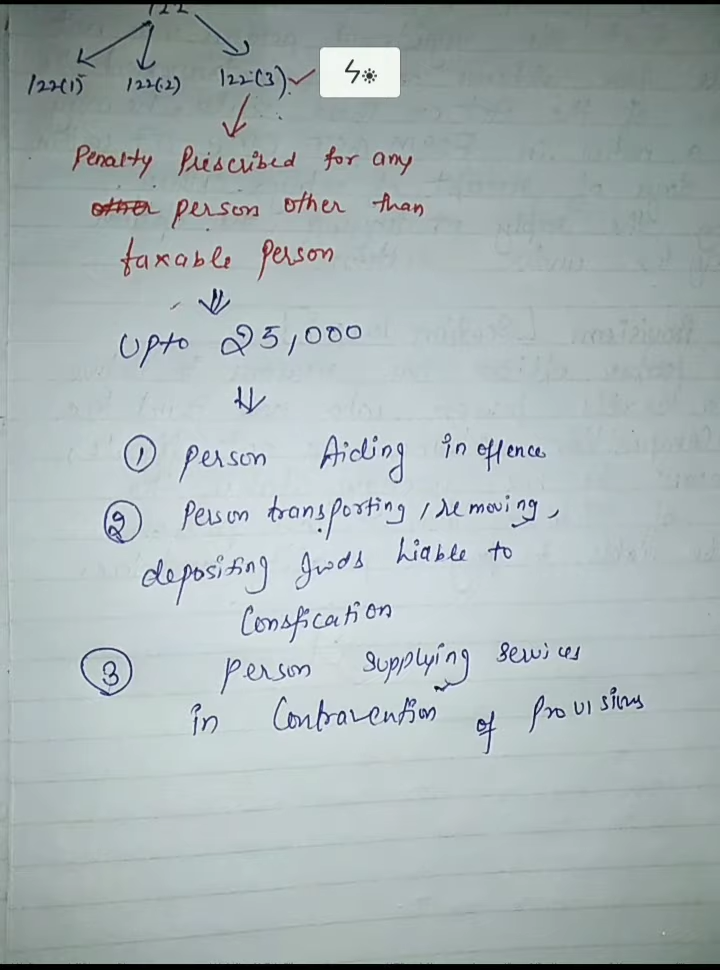 122
122(1) 122(2) 122(3)
Penalty Prescribed for any
other person other than
taxable Person
Upto 25,000
① Person Aiding in offence
② Person transporting, removing,
depositing goods Liable to
Consfication
③ Person supplying services
in Contravention of Provisions